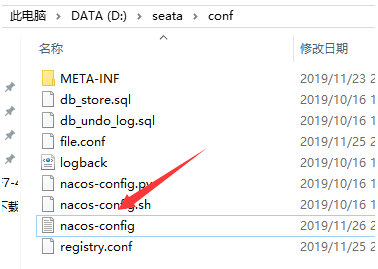 此电脑 › DATA (D:) › seata › conf
名称 修改日期
META-INF 2019/11/23 2
db_store.sql 2019/10/16 1
db_undo_log.sql 2019/10/16 1
file.conf 2019/11/25 2
logback 2019/10/16 1
nacos-config.py 2019/10/16 1
nacos-config.sh 2019/10/16 1
nacos-config 2019/11/26 2
registry.conf 2019/11/25 2
7-4
下载